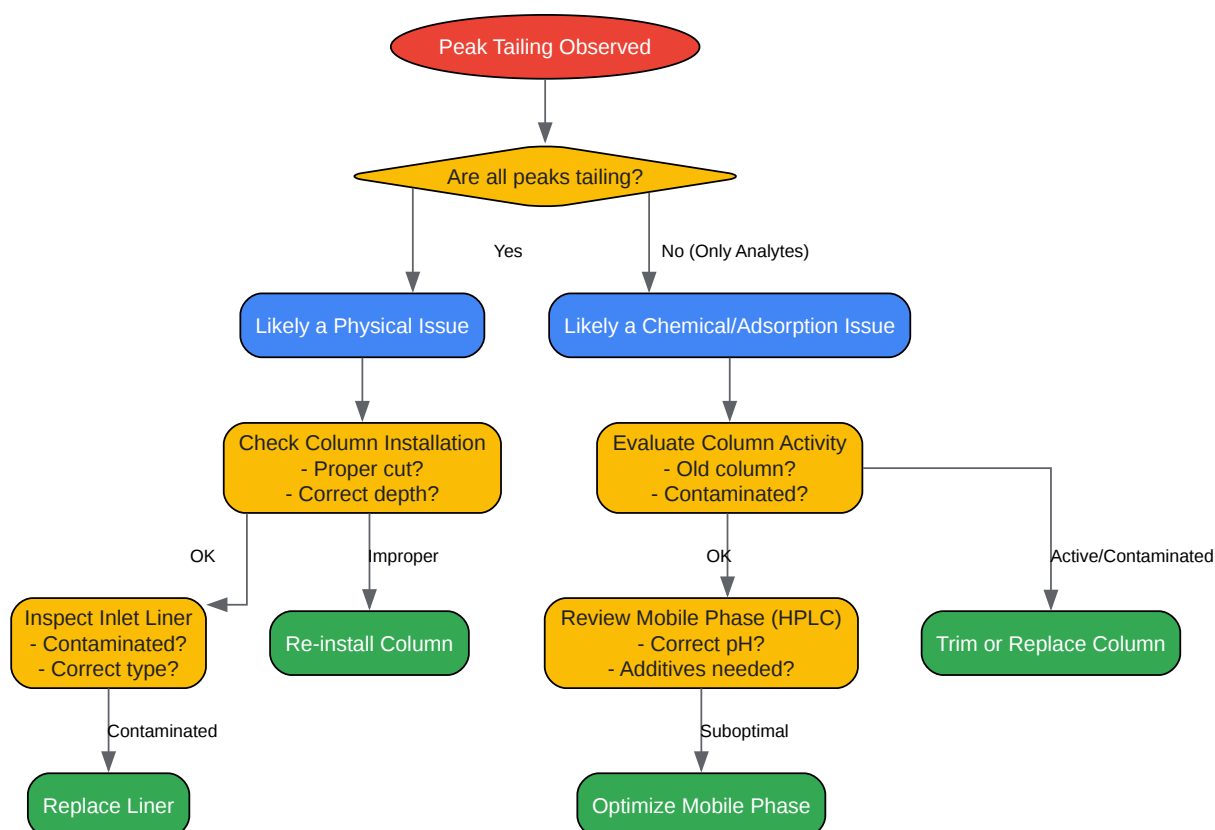 Peak Tailing Observed
Are all peaks tailing?
Yes
No (Only Analytes)
Likely a Physical Issue
Likely a Chemical/Adsorption Issue
Check Column Installation
- Proper cut?
- Correct depth?
Evaluate Column Activity
- Old column?
- Contaminated?
OK
Improper
OK
Active/Contaminated
Inspect Inlet Liner
- Contaminated?
- Correct type?
Re-install Column
Review Mobile Phase (HPLC)
- Correct pH?
- Additives needed?
Trim or Replace Column
Contaminated
Suboptimal
Replace Liner
Optimize Mobile Phase